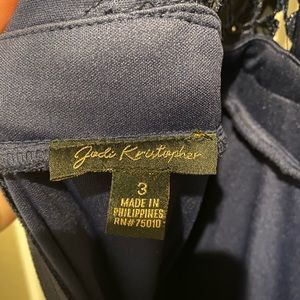 Jodi Kristopher
3
MADE IN
PHILIPPINES
RN#75010